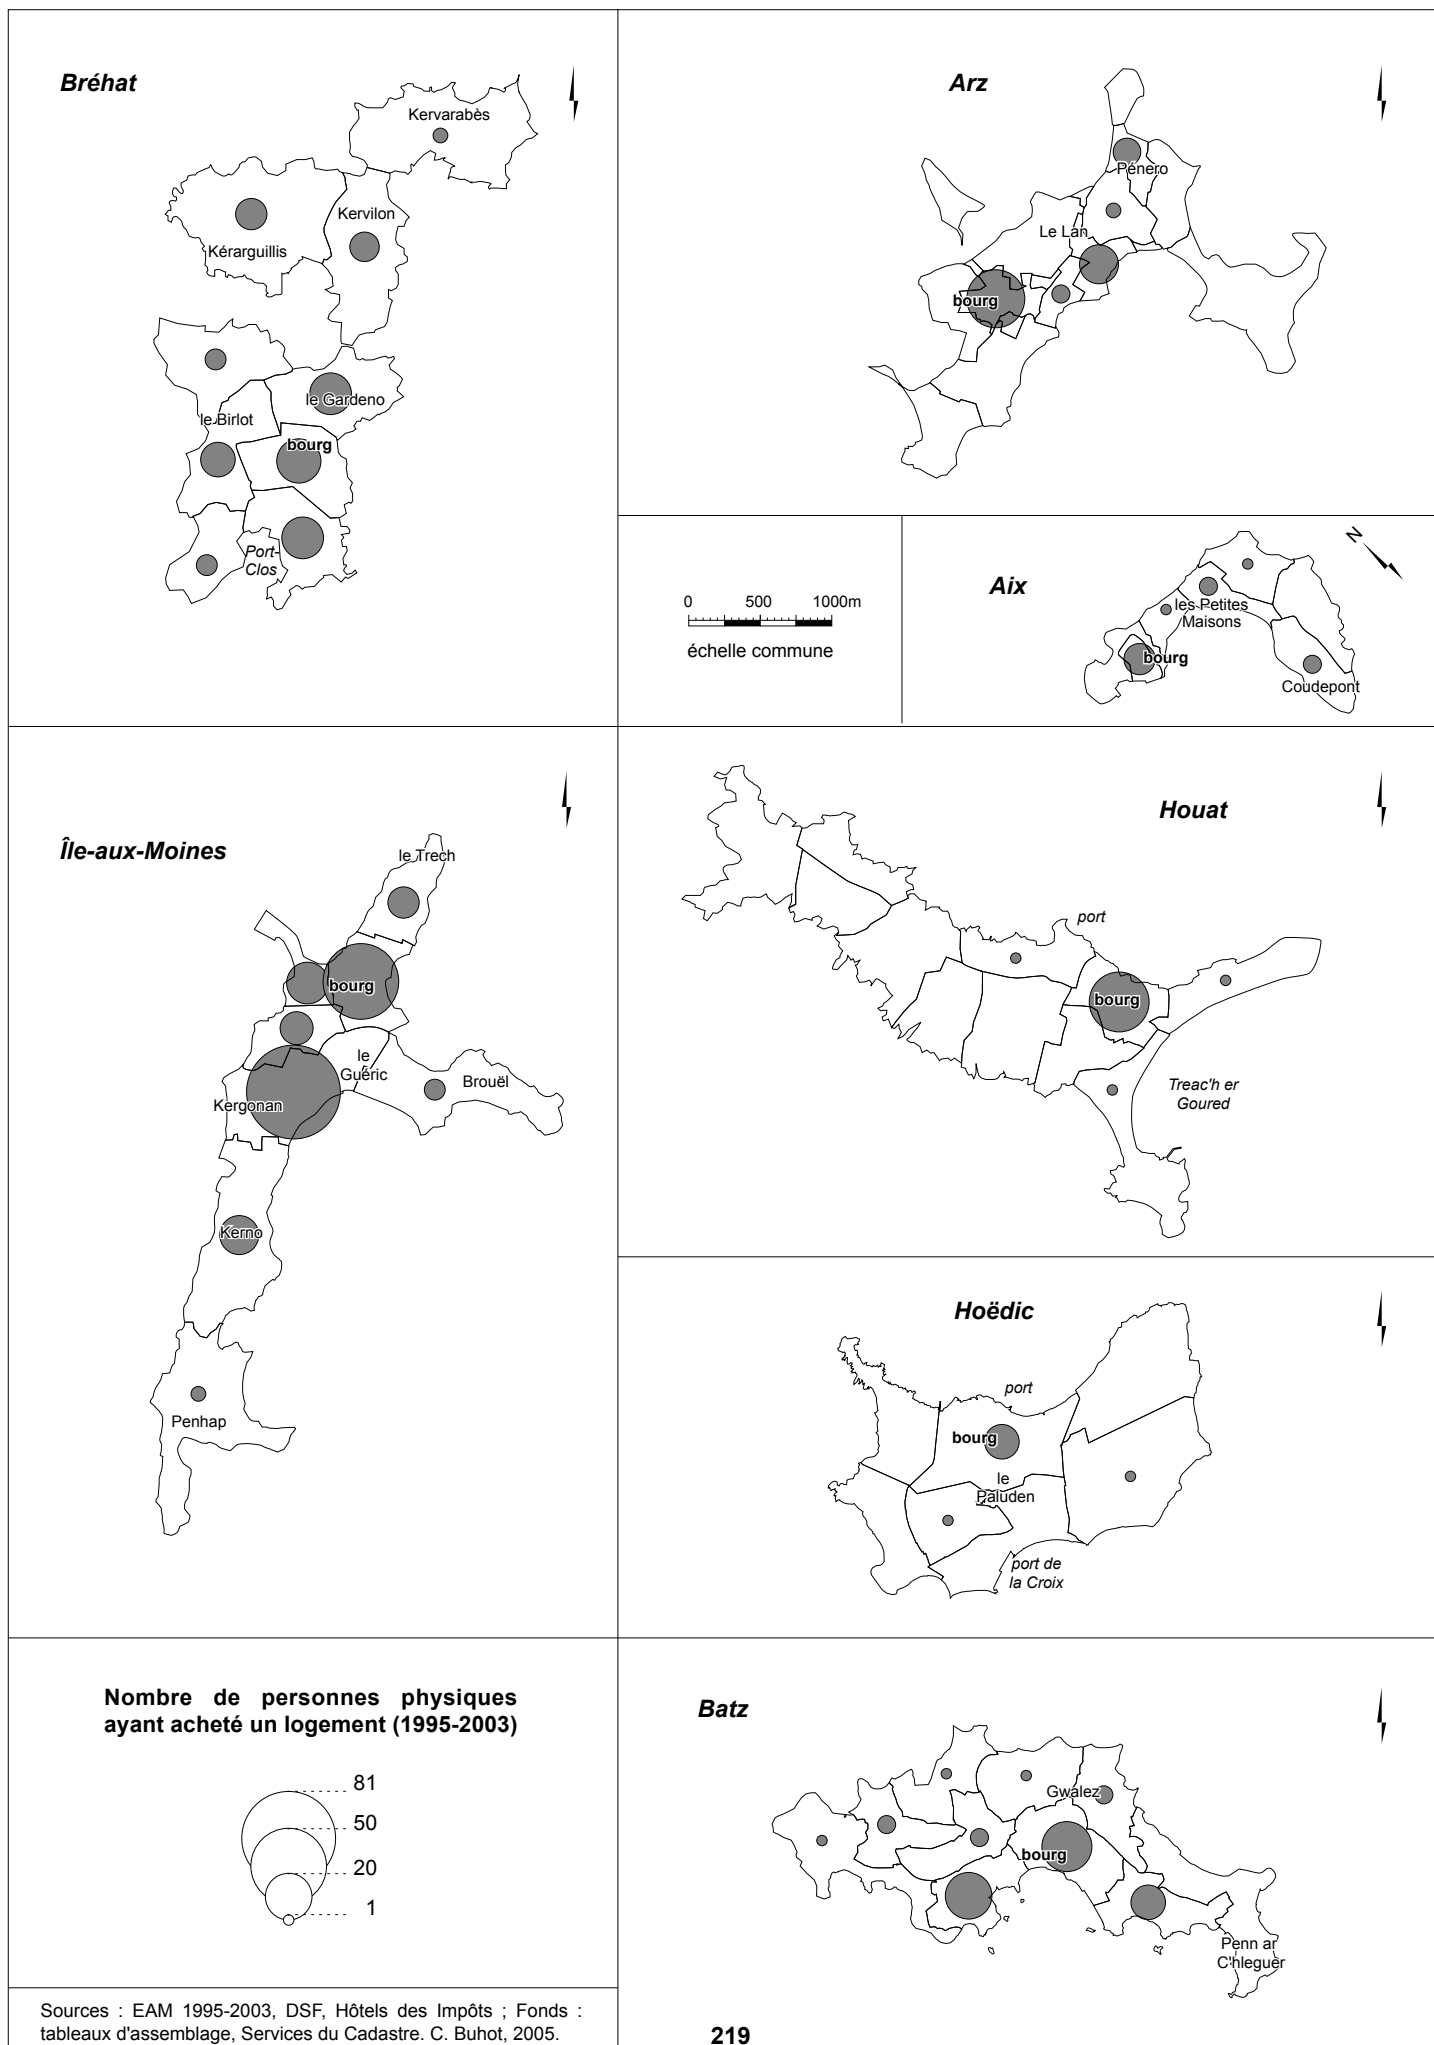 Bréhat
Kervarabès
Kervilon
Kérarguillis
le Gardeno
le Birlot
bourg
Port-
Clos
Arz
Pénero
Le Lan
bourg
0 500 1000m
échelle commune
Aix
N
les Petites
Maisons
bourg
Coudepont
Île-aux-Moines
le Trech
bourg
le
Guéric
Brouël
Kergonan
Kerno
Penhap
Houat
port
bourg
Treac'h er
Goured
Hoëdic
port
bourg
le
Paluden
port de
la Croix
Nombre de personnes physiques
ayant acheté un logement (1995-2003)
81
50
20
1
Batz
Gwalez
bourg
Penn ar
C'hleguer
Sources : EAM 1995-2003, DSF, Hôtels des Impôts ; Fonds :
tableaux d'assemblage, Services du Cadastre. C. Buhot, 2005.
219